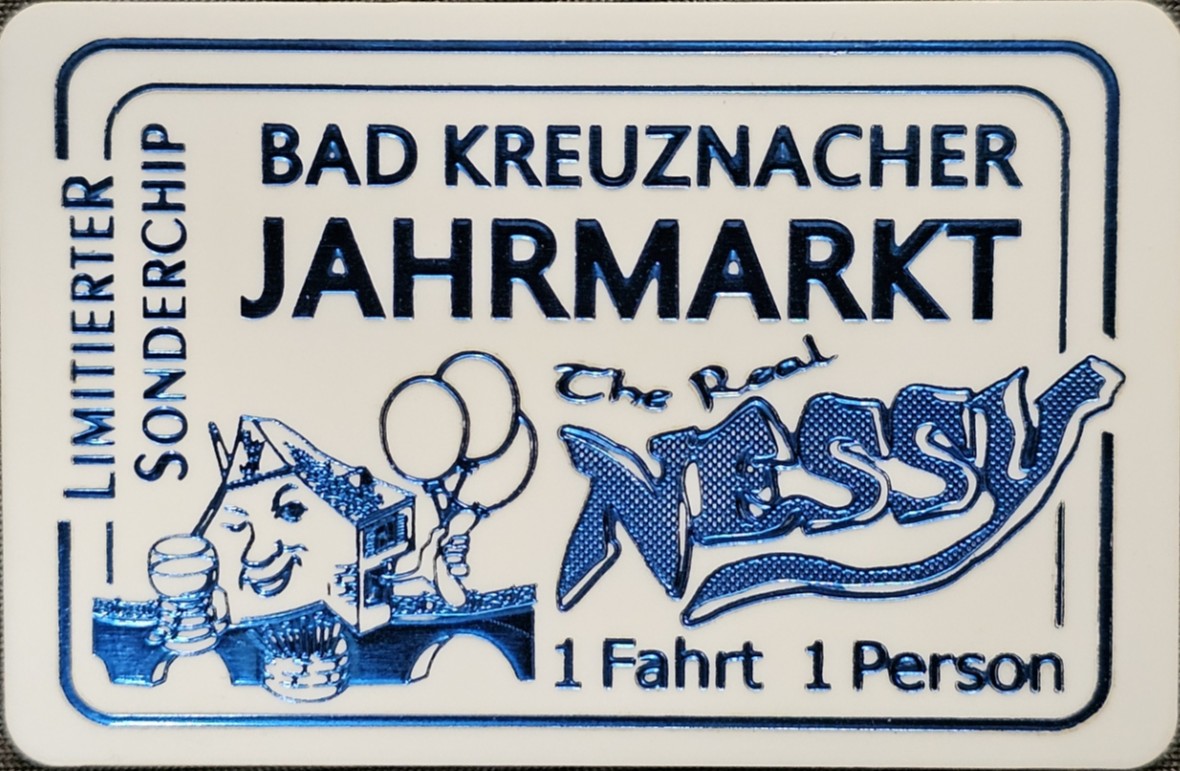 LIMITIERTER
SONDERCHIP
BAD KREUZNACHER
JAHRMARKT
The Real
NESSY
1 Fahrt 1 Person